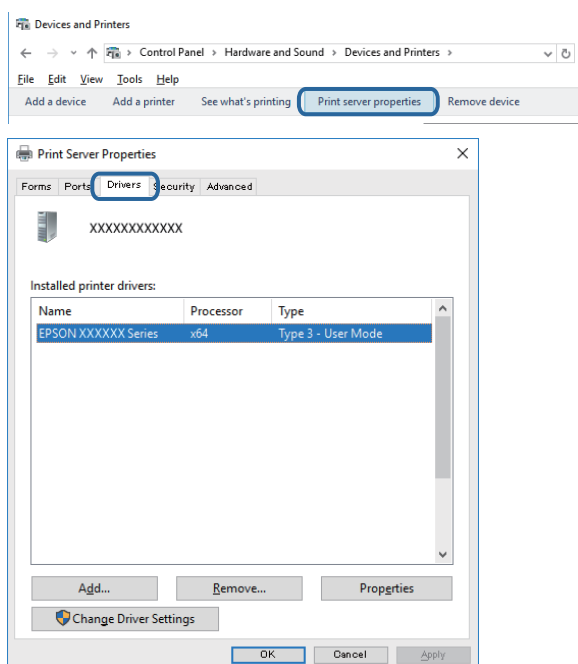 Devices and Printers
Control Panel > Hardware and Sound > Devices and Printers >
File Edit View Tools Help
Add a device Add a printer See what's printing Print server properties Remove device
Print Server Properties
Forms Ports Drivers Security Advanced
XXXXXXXXXXXX
Installed printer drivers:
Name Processor Type
EPSON XXXXXX Series x64 Type 3 - User Mode
Add... Remove... Properties
Change Driver Settings
OK Cancel Apply